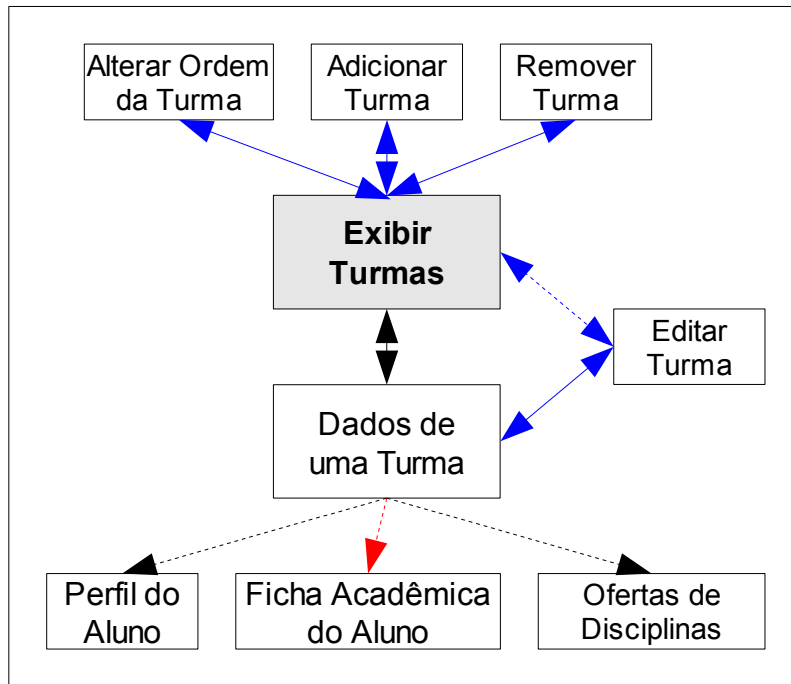 Alterar Ordem
da Turma
Adicionar
Turma
Remover
Turma
Exibir
Turmas
Editar
Turma
Dados de
uma Turma
Perfil do
Aluno
Ficha Acadêmica
do Aluno
Ofertas de
Disciplinas